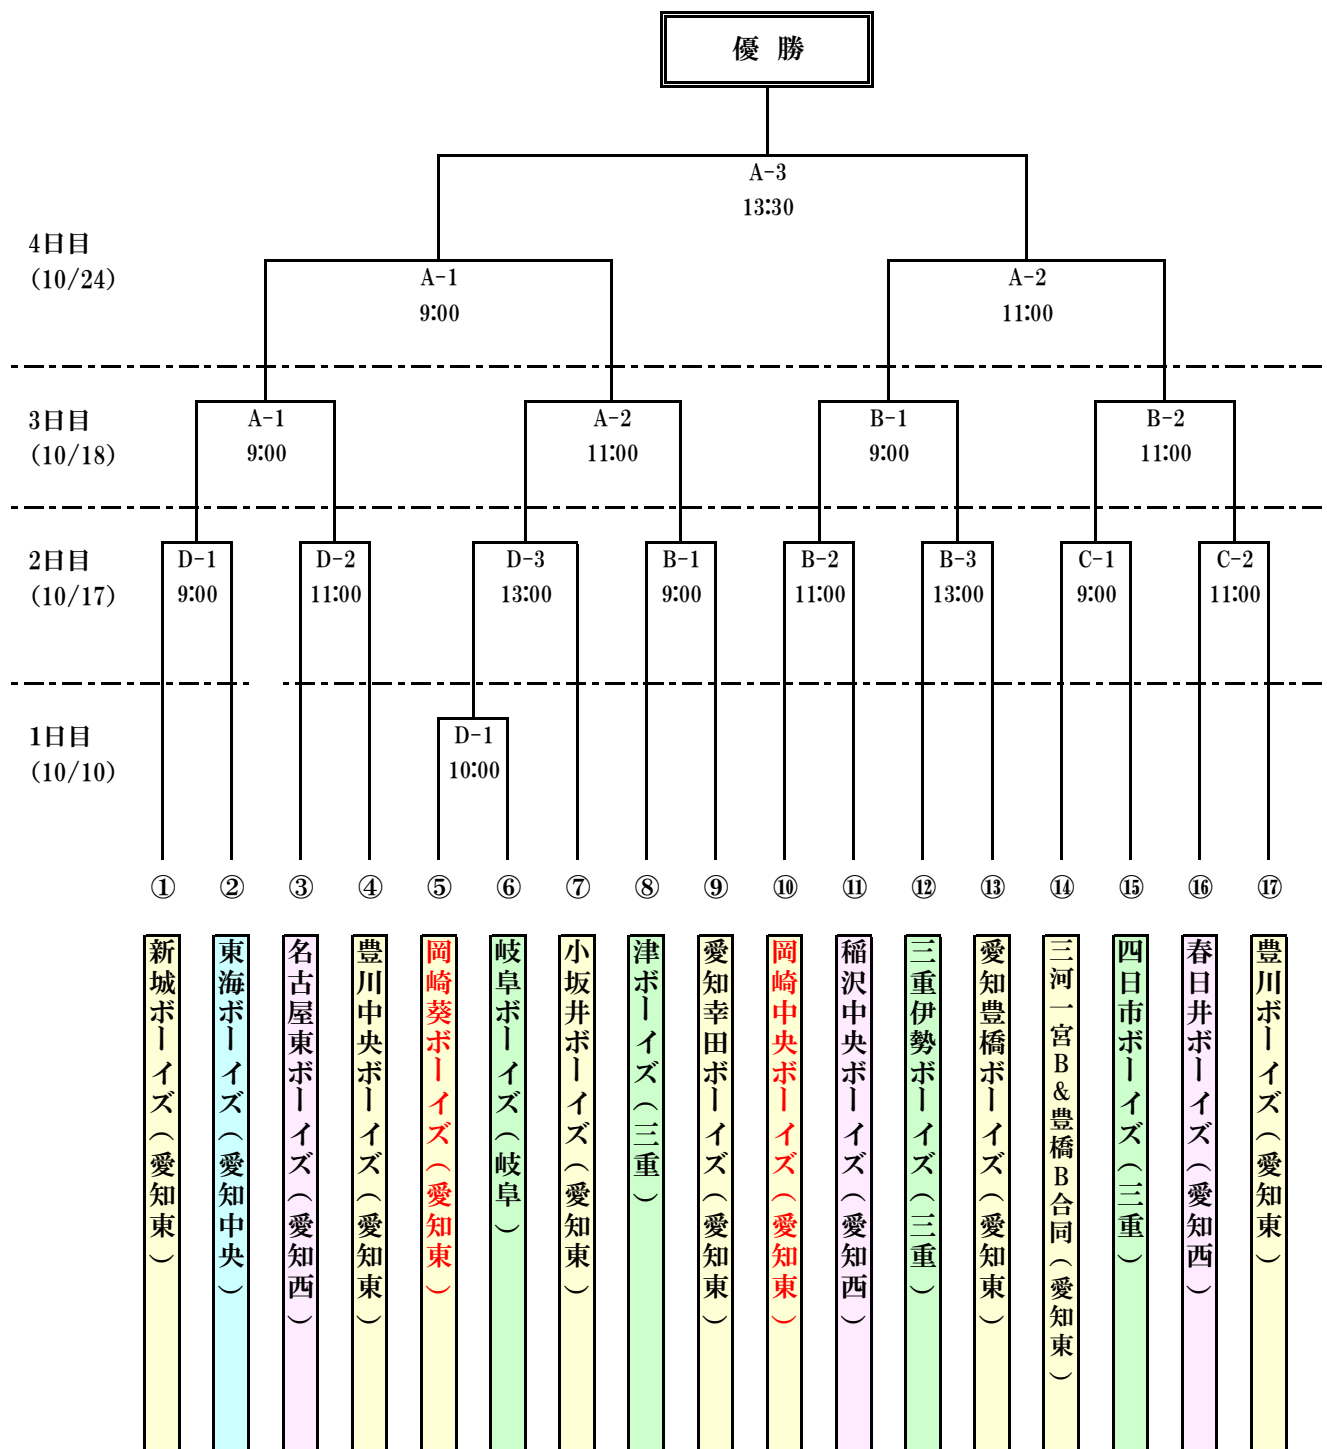 優 勝
A-3
13:30
4日目
(10/24)
A-1
9:00
A-2
11:00
3日目
(10/18)
A-1
9:00
A-2
11:00
B-1
9:00
B-2
11:00
2日目
(10/17)
D-1
9:00
D-2
11:00
D-3
13:00
B-1
9:00
B-2
11:00
B-3
13:00
C-1
9:00
C-2
11:00
1日目
(10/10)
D-1
10:00
① ② ③ ④ ⑤ ⑥ ⑦ ⑧ ⑨ ⑩ ⑪ ⑫ ⑬ ⑭ ⑮ ⑯ ⑰
新城ボーイズ(愛知東)
東海ボーイズ(愛知中央)
名古屋東ボーイズ(愛知西)
豊川中央ボーイズ(愛知東)
岡崎葵ボーイズ(愛知東)
岐阜ボーイズ(岐阜)
小坂井ボーイズ(愛知東)
津ボーイズ(三重)
愛知幸田ボーイズ(愛知東)
岡崎中央ボーイズ(愛知東)
稲沢中央ボーイズ(愛知西)
三重伊勢ボーイズ(三重)
愛知豊橋ボーイズ(愛知東)
三河一宮B&豊橋B合同(愛知東)
四日市ボーイズ(三重)
春日井ボーイズ(愛知西)
豊川ボーイズ(愛知東)